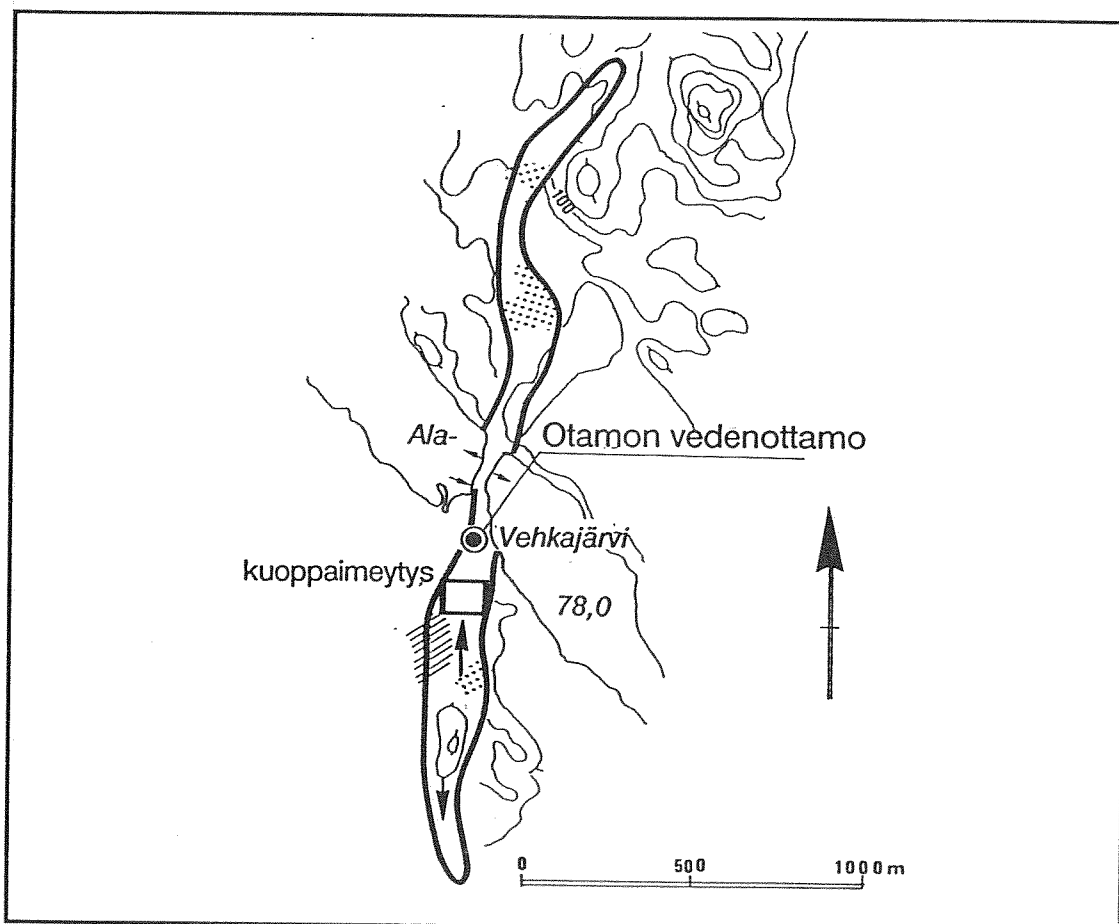 100
Ala-
Otamon vedenottamo
Vehkajärvi
kuoppaimeytys
78,0
0 500 1000 m